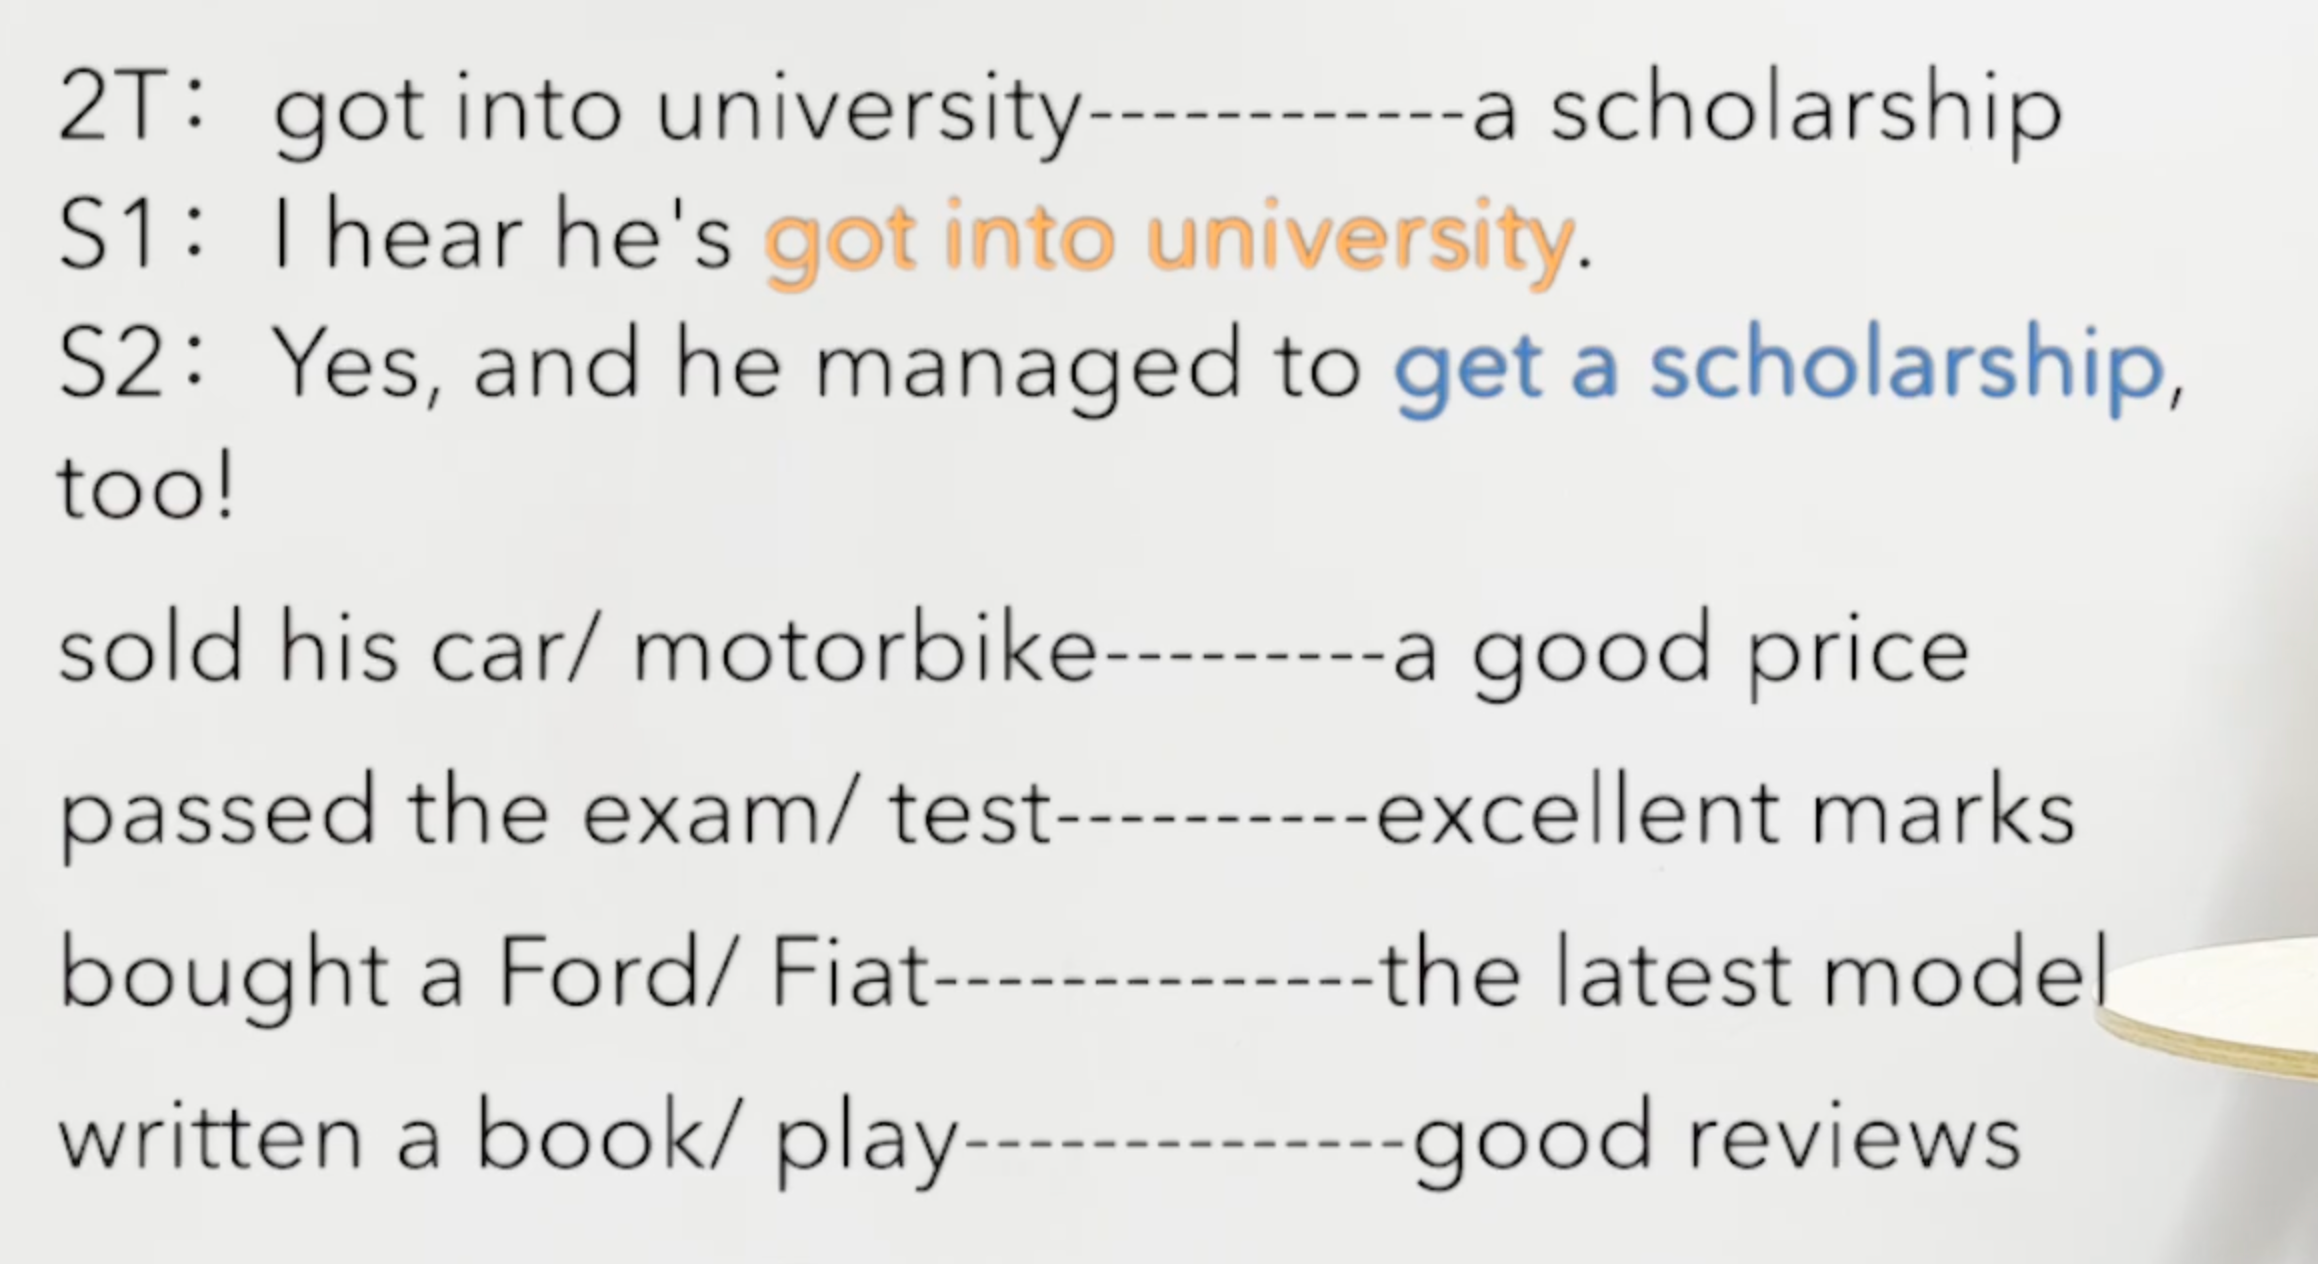 2T： got into university------------a scholarship
S1： I hear he's got into university.
S2： Yes, and he managed to get a scholarship,
too!
sold his car/ motorbike---------a good price
passed the exam/ test----------excellent marks
bought a Ford/ Fiat--------------the latest model
written a book/ play--------------good reviews